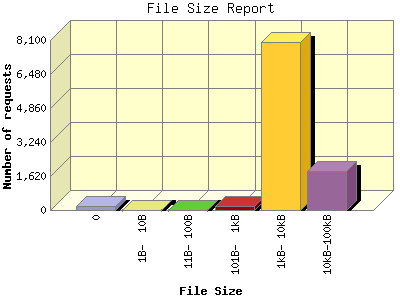 File Size Report
8,100
6,480
4,860
3,240
1,620
0
Number of requests
0
1B- 10B
11B- 100B
101B- 1kB
1kB- 10kB
10kB-100kB
File Size